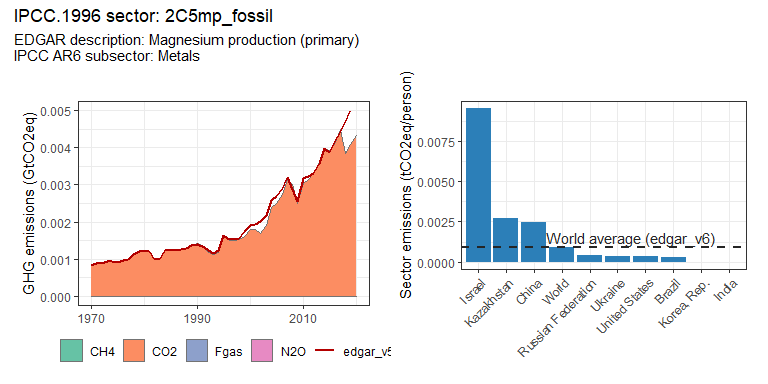 IPCC.1996 sector: 2C5mp_fossil
EDGAR description: Magnesium production (primary)
IPCC AR6 subsector: Metals
GHG emissions (GtCO2eq)
0.005
0.004
0.003
0.002
0.001
0.000
1970
1990
2010
CH4
CO2
Fgas
N2O
edgar_v6
Sector emissions (tCO2eq/person)
0.0075
0.0050
0.0025
0.0000
World average (edgar_v6)
Israel
Kazakhstan
China
World
Russian Federation
Ukraine
United States
Brazil
Korea, Rep.
India